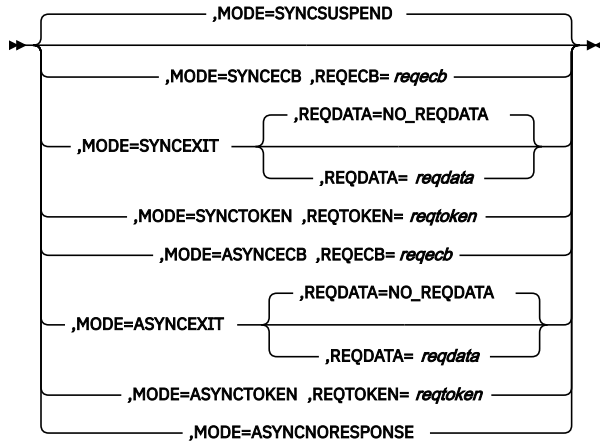 ,MODE=SYNCSUSPEND
,MODE=SYNCECB ,REQECB= reqecb
,REQDATA=NO_REQDATA
,MODE=SYNCEXIT
,REQDATA= reqdata
,MODE=SYNCTOKEN ,REQTOKEN= reqtoken
,MODE=ASYNCECB ,REQECB= reqecb
,REQDATA=NO_REQDATA
,MODE=ASYNCEXIT
,REQDATA= reqdata
,MODE=ASYNCTOKEN ,REQTOKEN= reqtoken
,MODE=ASYNCNORESPONSE